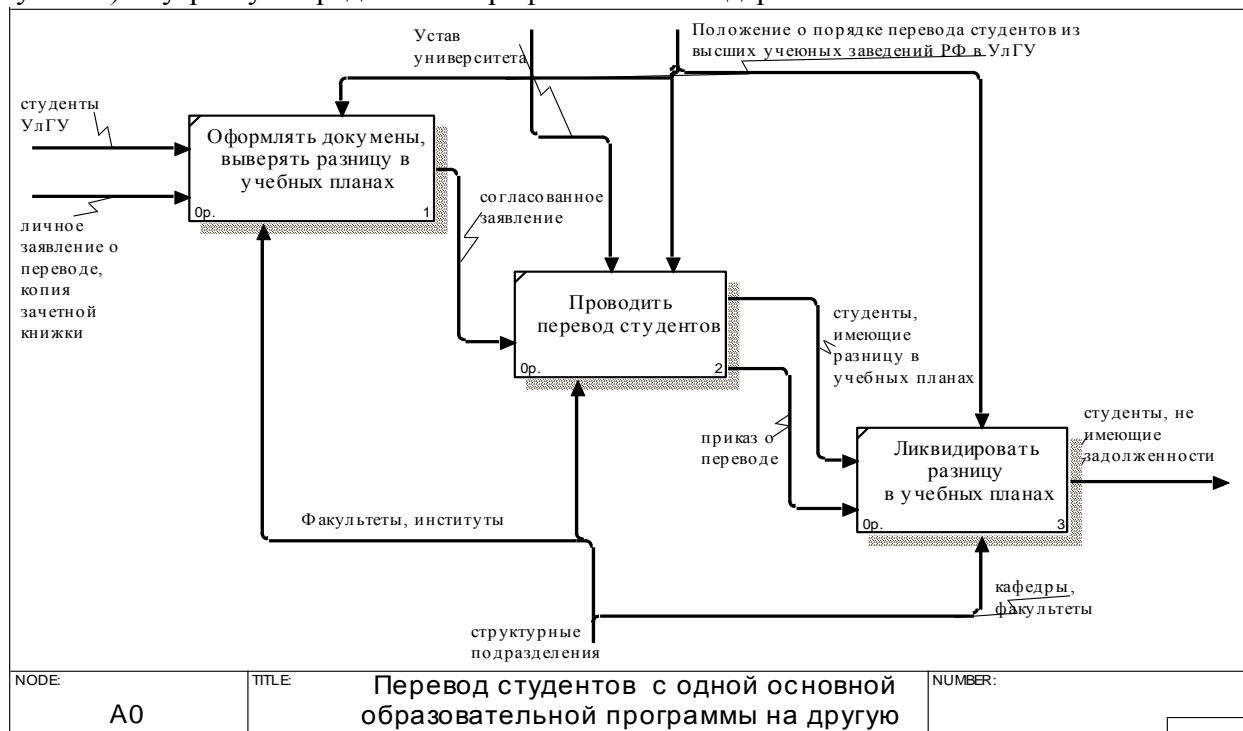 Устав
университета
Положение о порядке перевода студентов из
высших учеюных заведений РФ в УлГУ
студенты
УлГУ
Оформлять докумены,
выверять разницу в
учебных планах
0р.
1
личное
заявление о
переводе,
копия
зачетной
книжки
согласованное
заявление
Проводить
перевод студентов
0р.
2
студенты,
имеющие
разницу в
учебных планах
приказ о
переводе
Ликвидировать
разницу
в учебных планах
0р.
3
студенты, не
имеющие
задолженности
Факультеты, институты
кафедры,
факультеты
структурные
подразделения
NODE:
A0
TITLE:
Перевод студентов с одной основной
образовательной программы на другую
NUMBER: